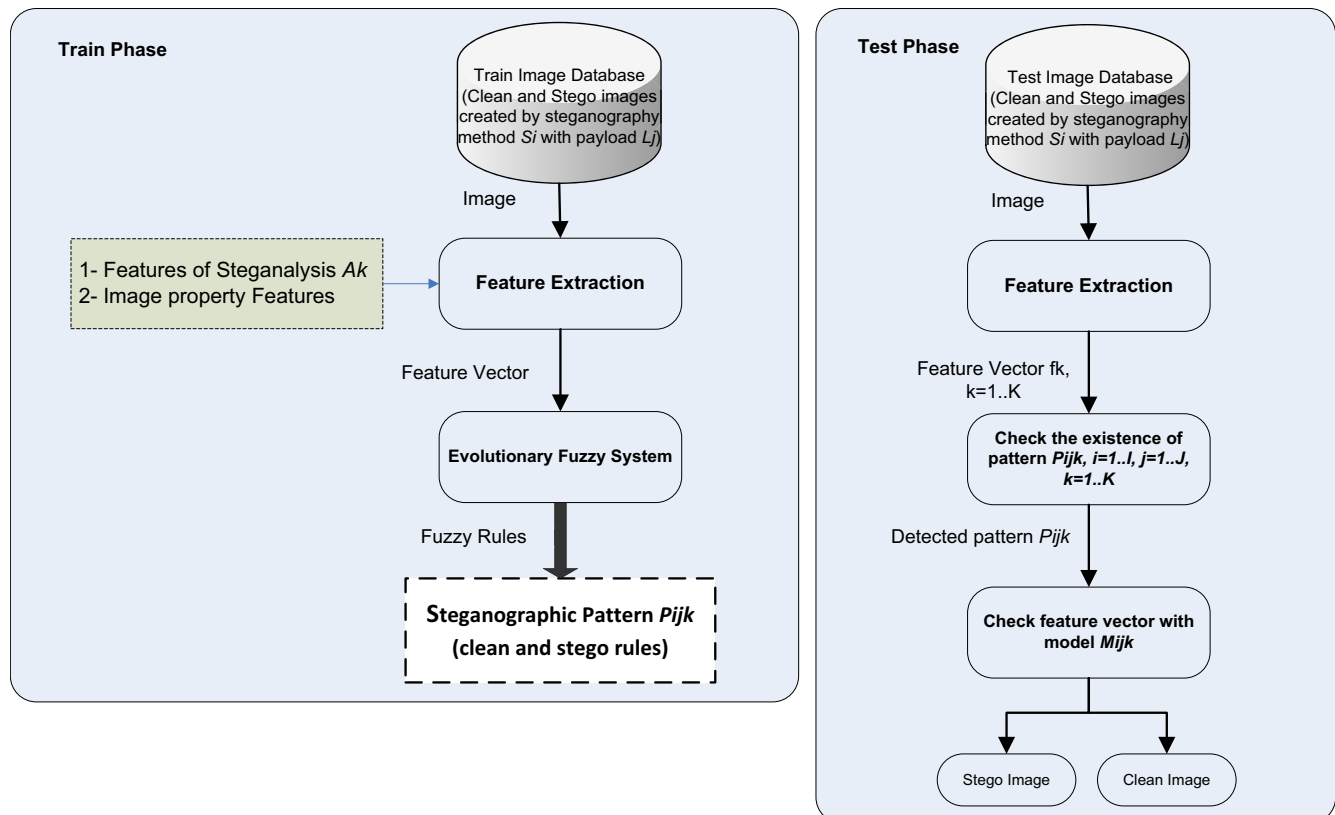 Train Phase
Train Image Database
(Clean and Stego images
created by steganography
method Si with payload Lj)
Image
1- Features of Steganalysis Ak
2- Image property Features
Feature Extraction
Feature Vector
Evolutionary Fuzzy System
Fuzzy Rules
Steganographic Pattern Pijk
(clean and stego rules)
Test Phase
Test Image Database
(Clean and Stego images
created by steganography
method Si with payload Lj)
Image
Feature Extraction
Feature Vector fk,
k=1..K
Check the existence of
pattern Pijk, i=1..I, j=1..J,
k=1..K
Detected pattern Pijk
Check feature vector with
model Mijk
Stego Image
Clean Image